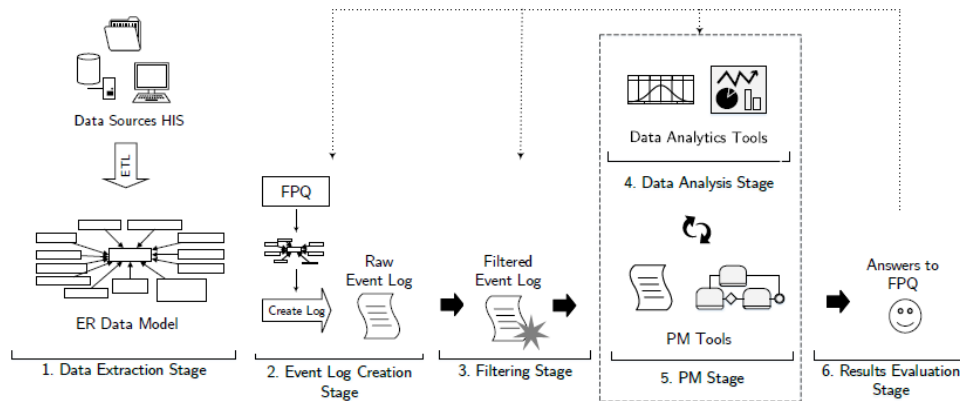 Data Sources HIS
ETL
ER Data Model
1. Data Extraction Stage
FPQ
Create Log
Raw
Event Log
2. Event Log Creation
Stage
Filtered
Event Log
3. Filtering Stage
Data Analytics Tools
4. Data Analysis Stage
PM Tools
5. PM Stage
Answers to
FPQ
6. Results Evaluation
Stage